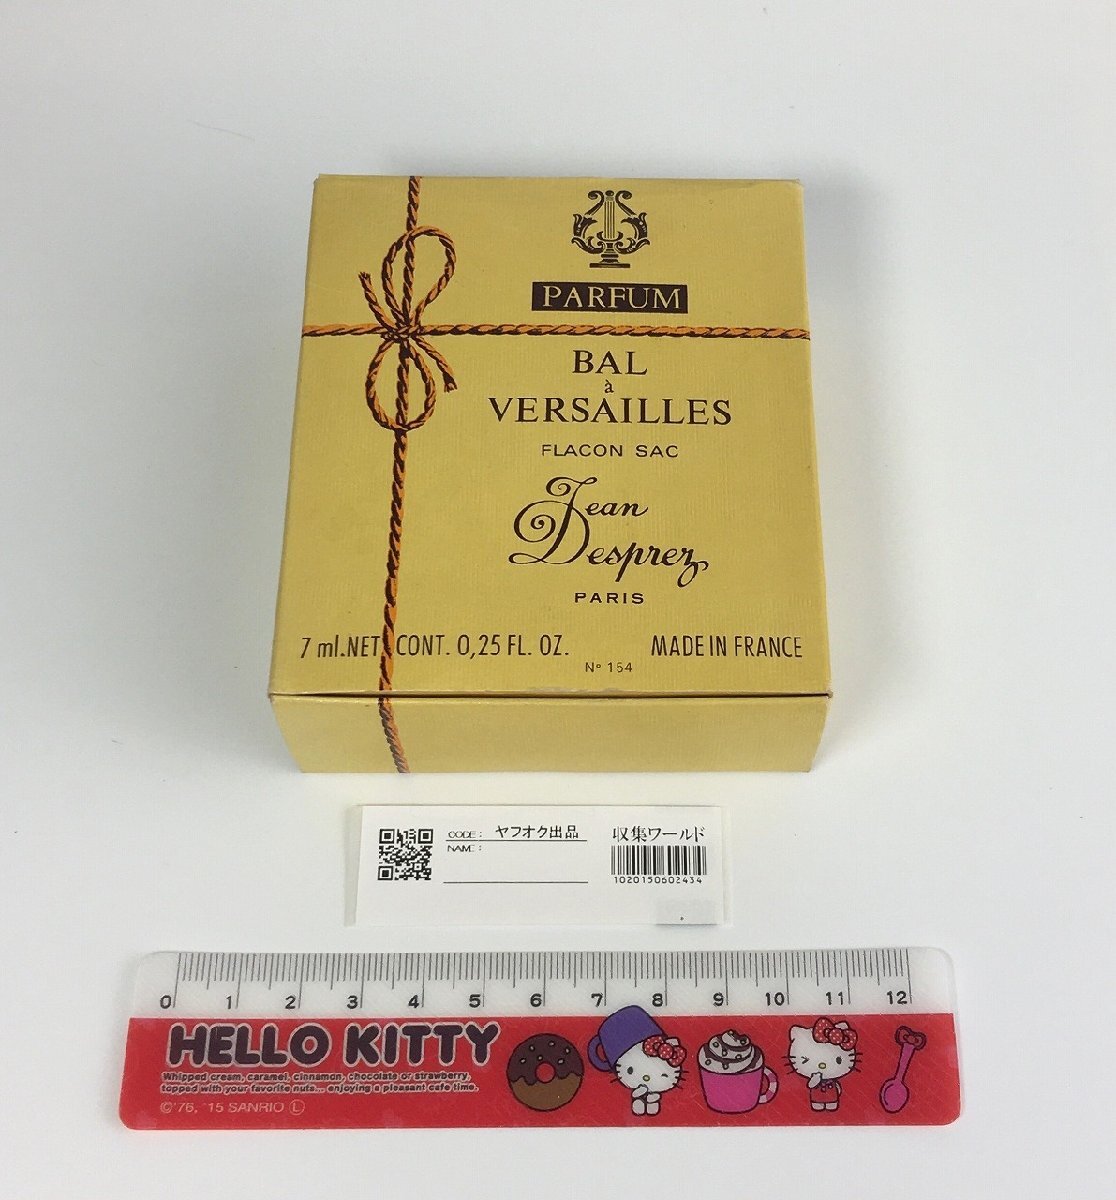 PARFUM
BAL
à
VERSAILLES
FLACON SAC
Jean
Desprez
PARIS
7 ml.NET CONT. 0,25 FL. OZ. MADE IN FRANCE
Nº 154
CODE: ヤフオク出品 収集ワールド
NAME:
1020150602434
0 1 2 3 4 5 6 7 8 9 10 11 12
HELLO KITTY
Whipped cream, caramel, cinnamon, chocolate or strawberry,
topped with your favorite nuts... enjoying a pleasant cafe time.
©'76, '15 SANRIO Ⓛ